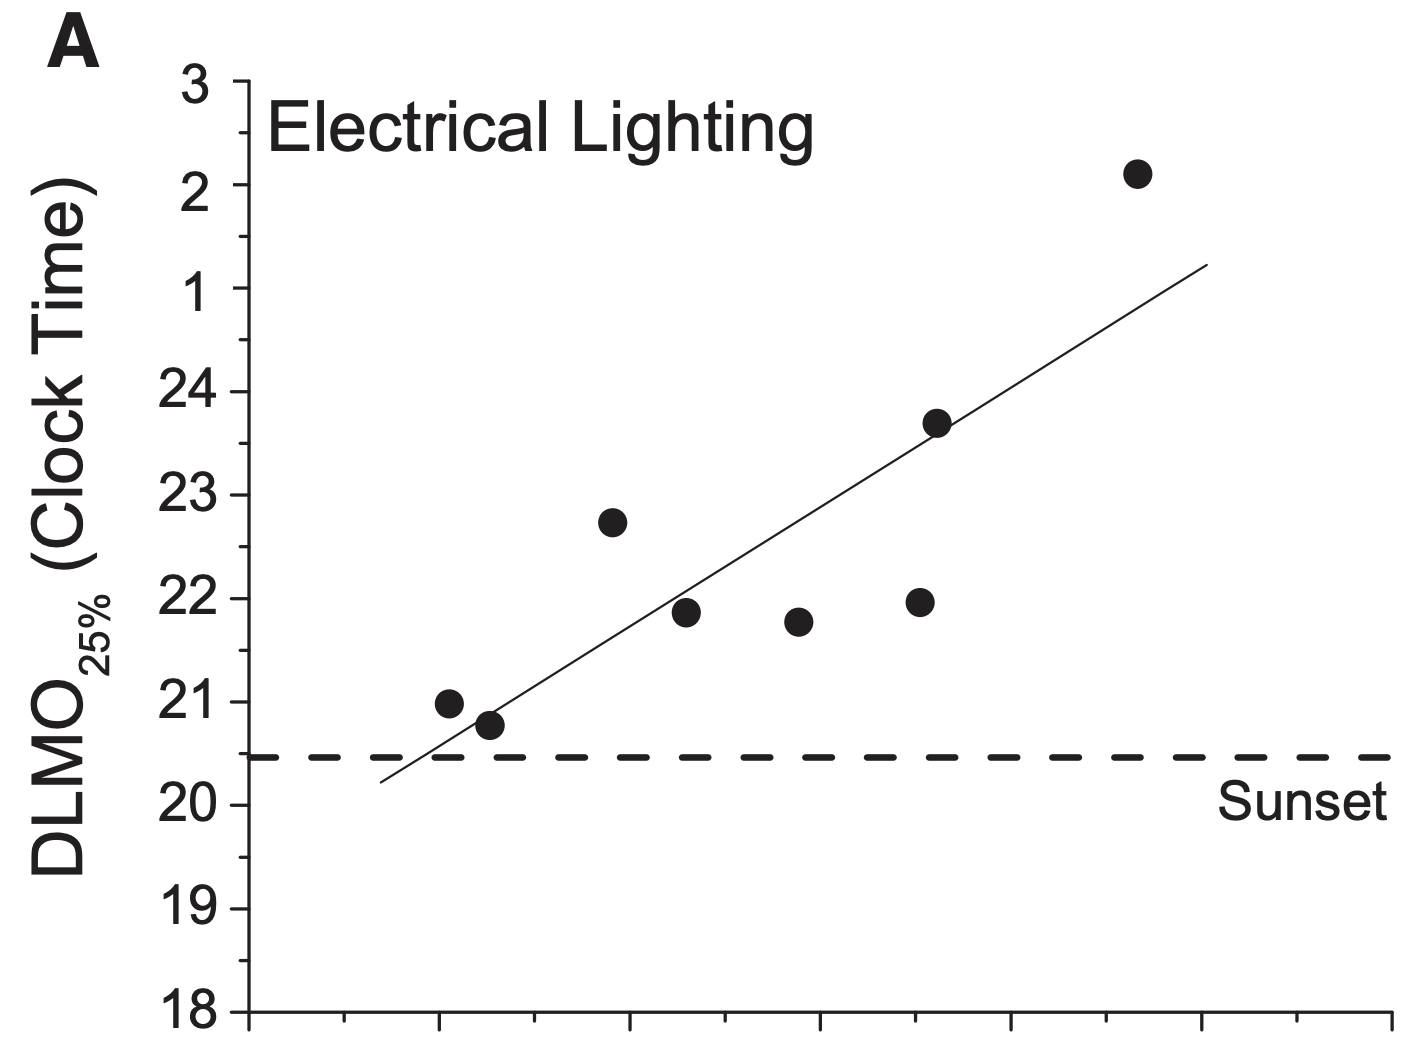 A
3
Electrical Lighting
2
1
24
23
22
21
20
19
18
DLMO25% (Clock Time)
Sunset